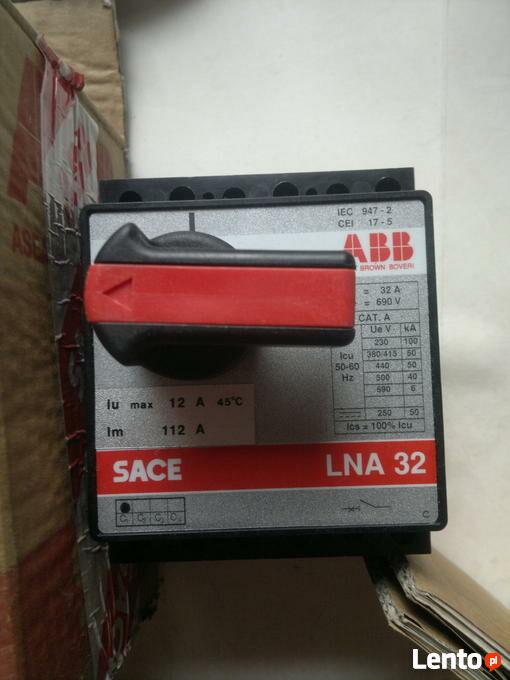 IEC 947 - 2
CEI 17 - 5
ABB
BROWN BOVERI
= 32 A
= 690 V
CAT. A
Ue V kA
230 100
Icu 380/415 50
50-60 440 50
Hz 500 40
690 6
250 50
Ics = 100% Icu
Iu max 12 A 45°C
Im 112 A
SACE LNA 32
C
Lento.pl